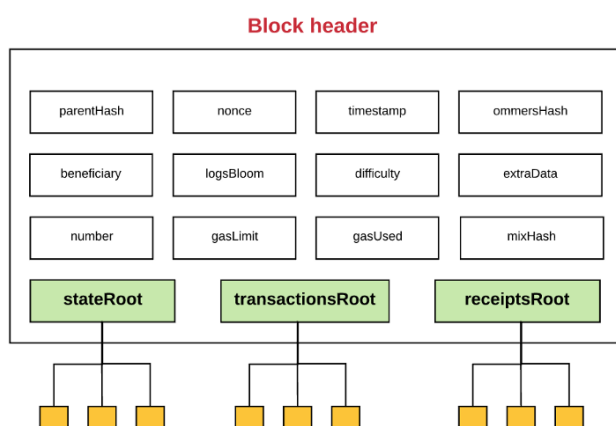 Block header
parentHash nonce timestamp ommersHash
beneficiary logsBloom difficulty extraData
number gasLimit gasUsed mixHash
stateRoot transactionsRoot receiptsRoot